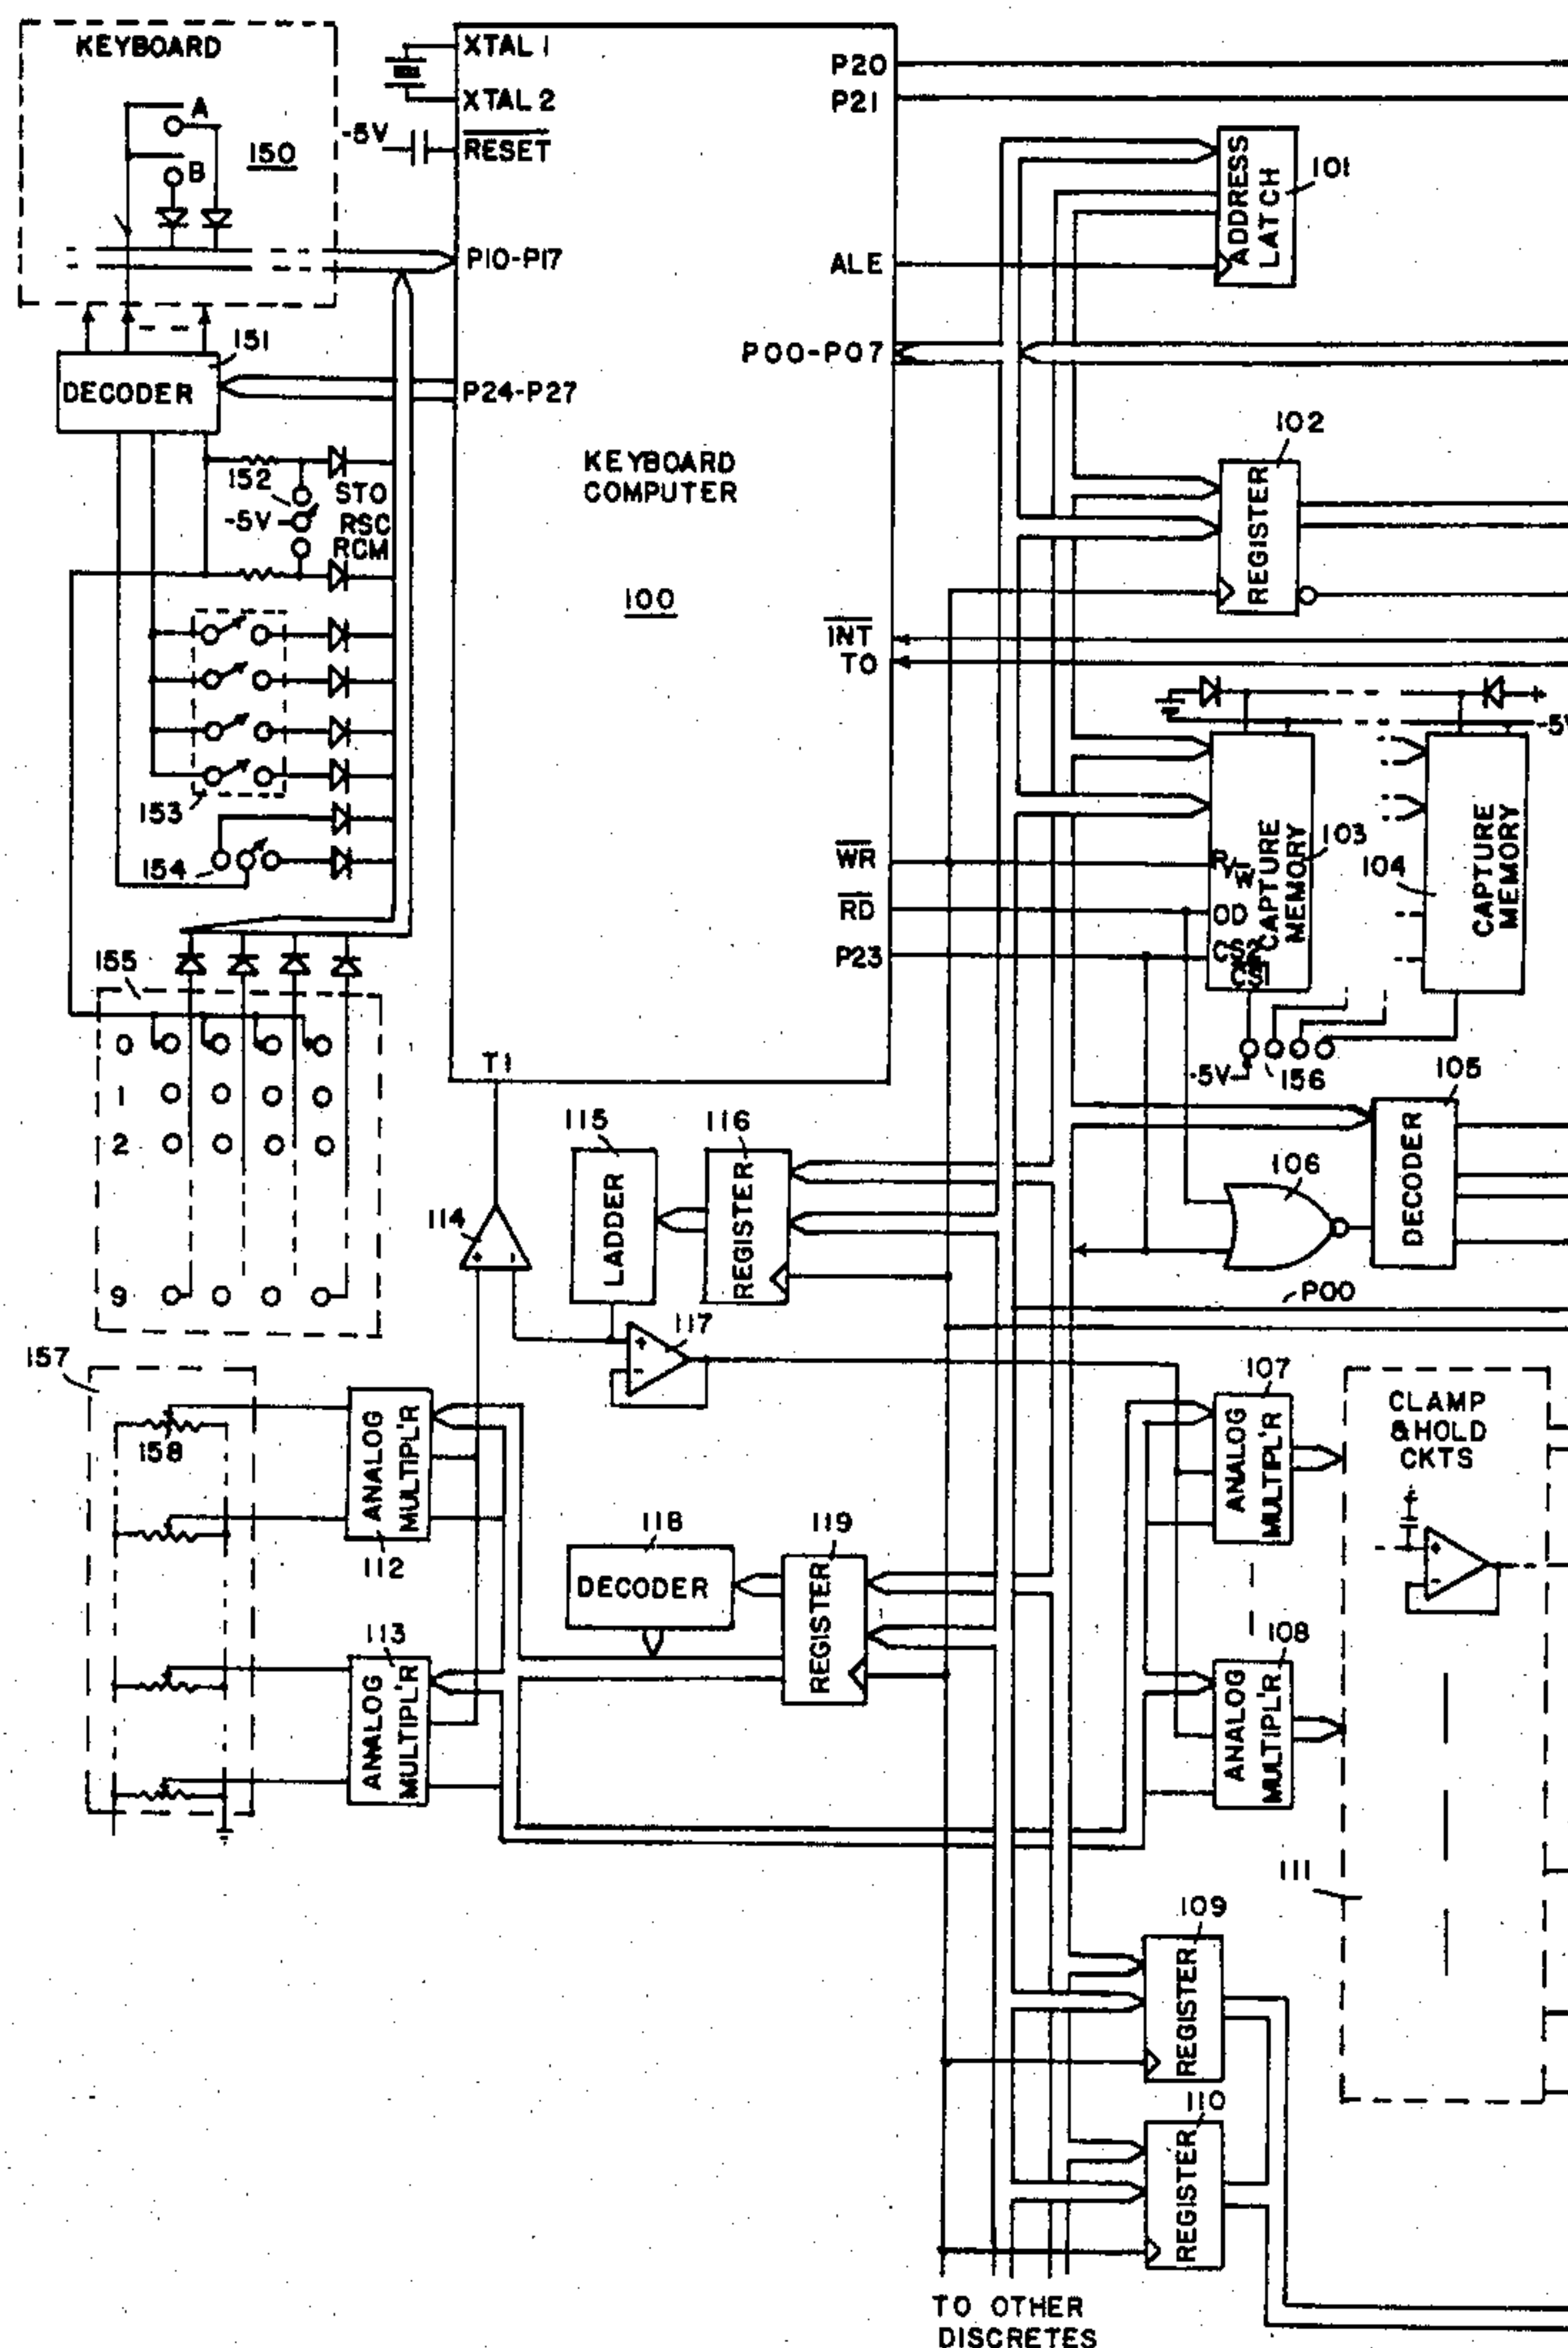 KEYBOARD
A
B
150
XTAL 1
XTAL 2
-5V
RESET
P10-P17
P24-P27
P20
P21
ALE
P00-P07
KEYBOARD
COMPUTER
100
INT
T0
WR
RD
P23
T1
ADDRESS
LATCH
101
151
DECODER
152
STO
-5V
RSC
RCM
153
154
155
0
1
2
9
102
REGISTER
-5V
R/W
OD
CS
CAPTURE
MEMORY
103
104
CAPTURE
MEMORY
-5V
156
105
DECODER
106
P00
115
LADDER
116
REGISTER
114
+
-
117
+
-
157
158
ANALOG
MULTIPL'R
112
113
ANALOG
MULTIPL'R
118
DECODER
119
REGISTER
107
ANALOG
MULTIPL'R
108
ANALOG
MULTIPL'R
CLAMP
& HOLD
CKTS
+
+
-
111
109
REGISTER
110
REGISTER
TO OTHER
DISCRETES